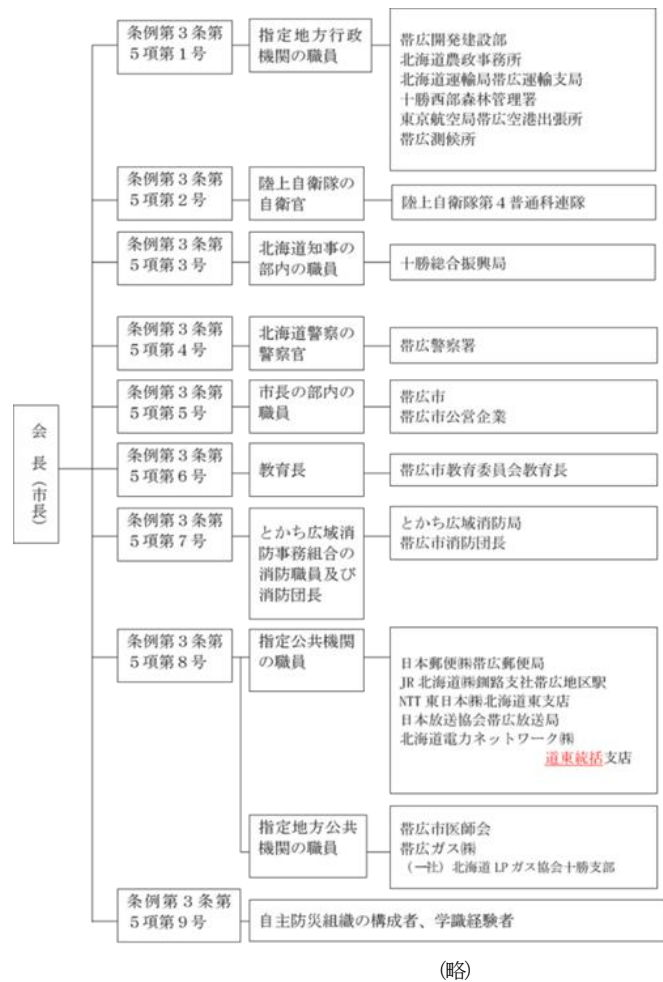 会長(市長)
条例第3条第
5項第1号
指定地方行政
機関の職員
帯広開発建設部
北海道農政事務所
北海道運輸局帯広運輸支局
十勝西部森林管理署
東京航空局帯広空港出張所
帯広測候所
条例第3条第
5項第2号
陸上自衛隊の
自衛官
陸上自衛隊第4普通科連隊
条例第3条第
5項第3号
北海道知事の
部内の職員
十勝総合振興局
条例第3条第
5項第4号
北海道警察の
警察官
帯広警察署
条例第3条第
5項第5号
市長の部内の
職員
帯広市
帯広市公営企業
条例第3条第
5項第6号
教育長
帯広市教育委員会教育長
条例第3条第
5項第7号
とかち広域消
防事務組合の
消防職員及び
消防団長
とかち広域消防局
帯広市消防団長
条例第3条第
5項第8号
指定公共機関
の職員
日本郵便㈱帯広郵便局
JR北海道㈱釧路支社帯広地区駅
NTT東日本㈱北海道東支店
日本放送協会帯広放送局
北海道電力ネットワーク㈱
道東統括支店
指定地方公共
機関の職員
帯広市医師会
帯広ガス㈱
(一社)北海道LPガス協会十勝支部
条例第3条第
5項第9号
自主防災組織の構成者、学識経験者
(略)